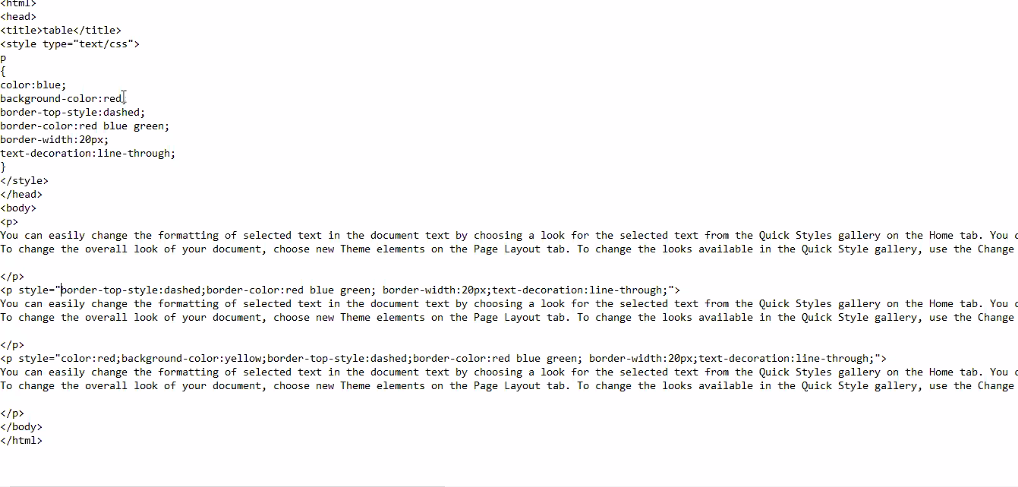 <html>
<head>
<title>table</title>
<style type="text/css">
p
{
color:blue;
background-color:red;
border-top-style:dashed;
border-color:red blue green;
border-width:20px;
text-decoration:line-through;
}
</style>
</head>
<body>
<p>
You can easily change the formatting of selected text in the document text by choosing a look for the selected text from the Quick Styles gallery on the Home tab. You
To change the overall look of your document, choose new Theme elements on the Page Layout tab. To change the looks available in the Quick Style gallery, use the Change
</p>
<p style="border-top-style:dashed;border-color:red blue green; border-width:20px;text-decoration:line-through;">
You can easily change the formatting of selected text in the document text by choosing a look for the selected text from the Quick Styles gallery on the Home tab. You
To change the overall look of your document, choose new Theme elements on the Page Layout tab. To change the looks available in the Quick Style gallery, use the Change
</p>
<p style="color:red;background-color:yellow;border-top-style:dashed;border-color:red blue green; border-width:20px;text-decoration:line-through;">
You can easily change the formatting of selected text in the document text by choosing a look for the selected text from the Quick Styles gallery on the Home tab. You
To change the overall look of your document, choose new Theme elements on the Page Layout tab. To change the looks available in the Quick Style gallery, use the Change
</p>
</body>
</html>